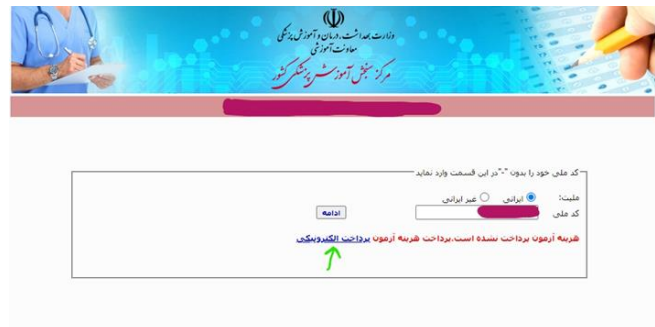 وزارت بهداشت، درمان و آموزش پزشکی
معاونت آموزشی
مرکز سنجش آموزش پزشکی کشور
کد ملی خود را بدون "-"در این قسمت وارد نماید
ملیت: ایرانی غیر ایرانی
کد ملی ادامه
هزینه آزمون پرداخت نشده است.پرداخت هزینه آزمون پرداخت الکترونیکی